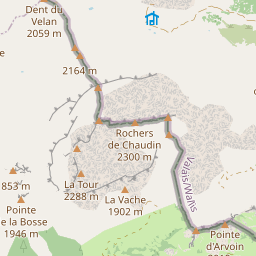 Dent du
Velan
2059 m
2164 m
Rochers
de Chaudin
2300 m
Valais/Wallis
La Tour
2288 m
La Vache
1902 m
853 m
Pointe
de la Bosse
1946 m
Pointe
d'Arvoin